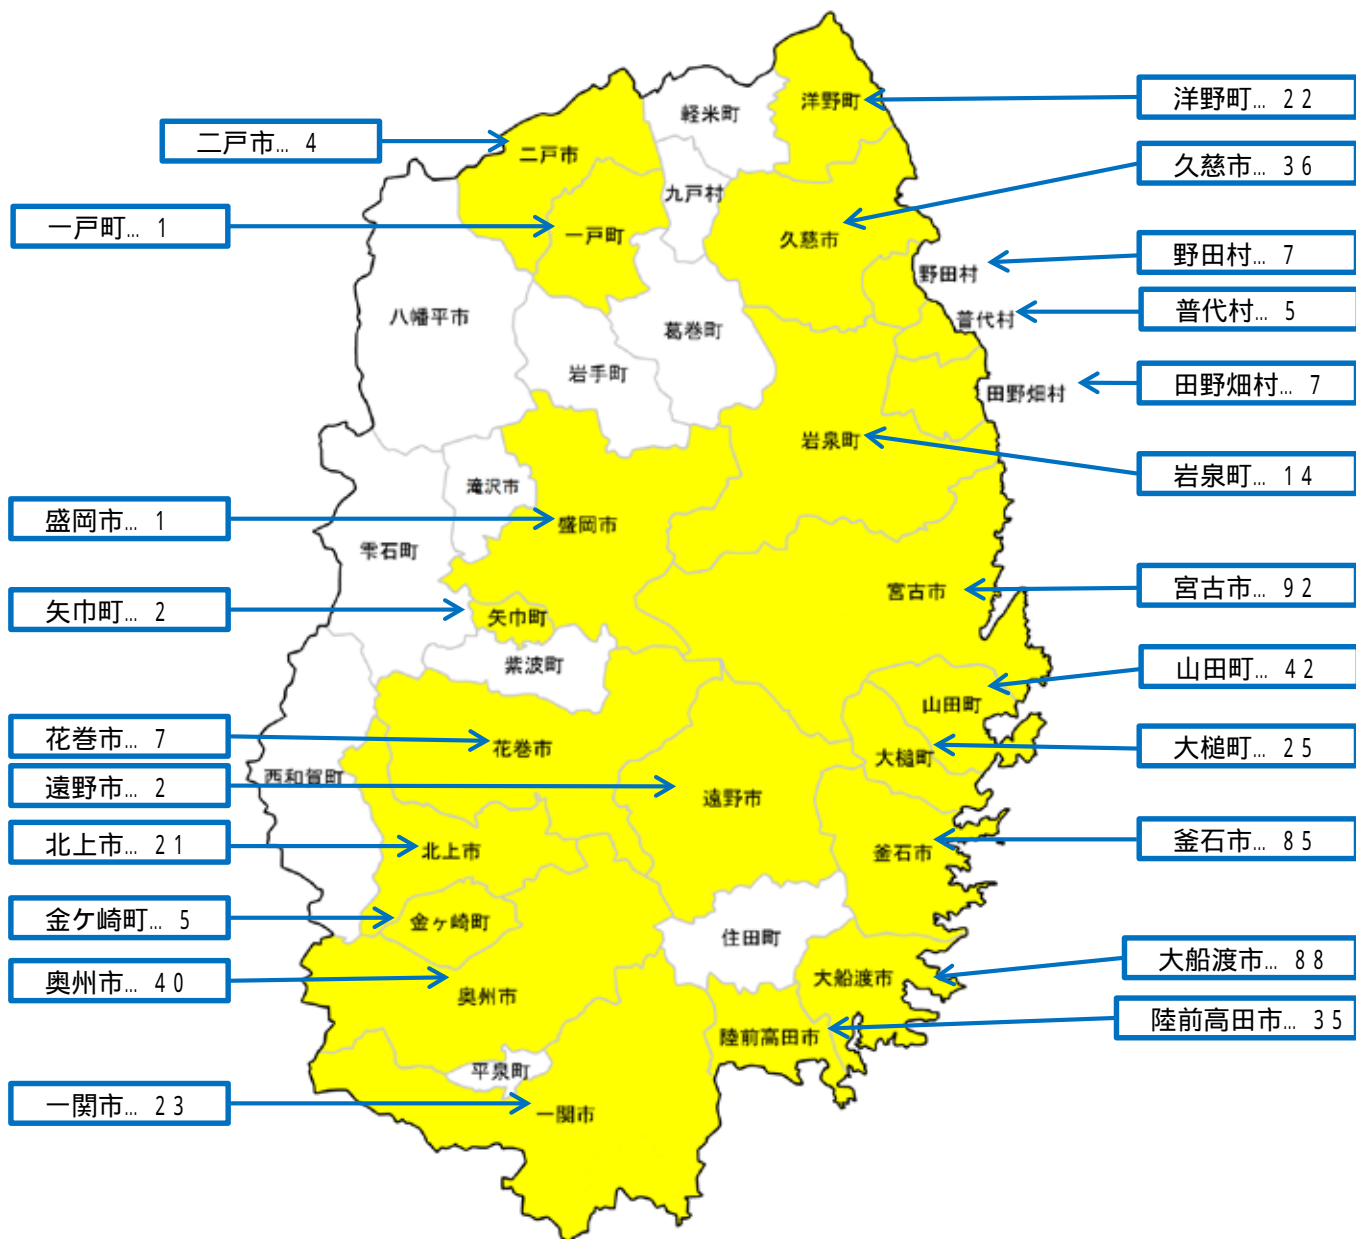 二戸市… 4
一戸町… 1
盛岡市… 1
矢巾町… 2
花巻市… 7
遠野市… 2
北上市… 21
金ケ崎町… 5
奥州市… 40
一関市… 23
洋野町… 22
久慈市… 36
野田村… 7
普代村… 5
田野畑村… 7
岩泉町… 14
宮古市… 92
山田町… 42
大槌町… 25
釜石市… 85
大船渡市… 88
陸前高田市… 35
洋野町
軽米町
二戸市
九戸村
一戸町
久慈市
野田村
八幡平市
葛巻町
普代村
岩手町
田野畑村
岩泉町
滝沢市
盛岡市
雫石町
宮古市
矢巾町
紫波町
山田町
花巻市
大槌町
西和賀町
遠野市
北上市
釜石市
金ヶ崎町
住田町
大船渡市
奥州市
陸前高田市
平泉町
一関市